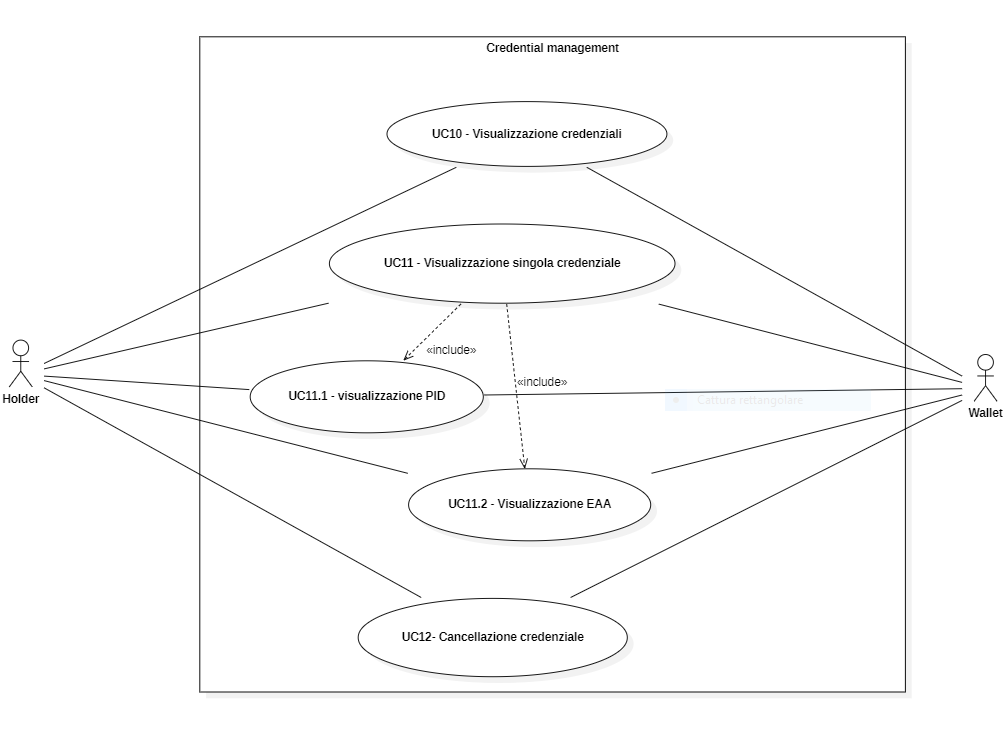 Credential management
UC10 - Visualizzazione credenziali
UC11 - Visualizzazione singola credenziale
«include»
«include»
UC11.1 - visualizzazione PID
Cattura rettangolare
Holder
Wallet
UC11.2 - Visualizzazione EAA
UC12- Cancellazione credenziale